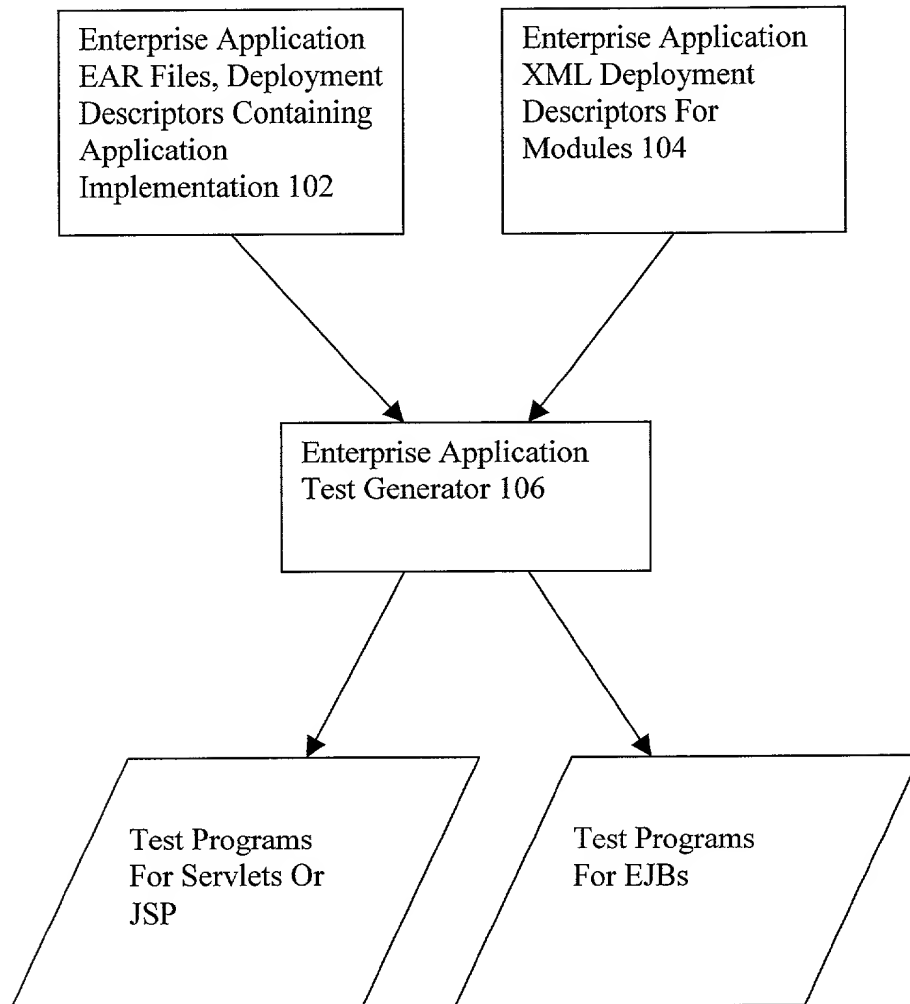 Enterprise Application
EAR Files, Deployment
Descriptors Containing
Application
Implementation 102
Enterprise Application
XML Deployment
Descriptors For
Modules 104
Enterprise Application
Test Generator 106
Test Programs
For Servlets Or
JSP
Test Programs
For EJBs